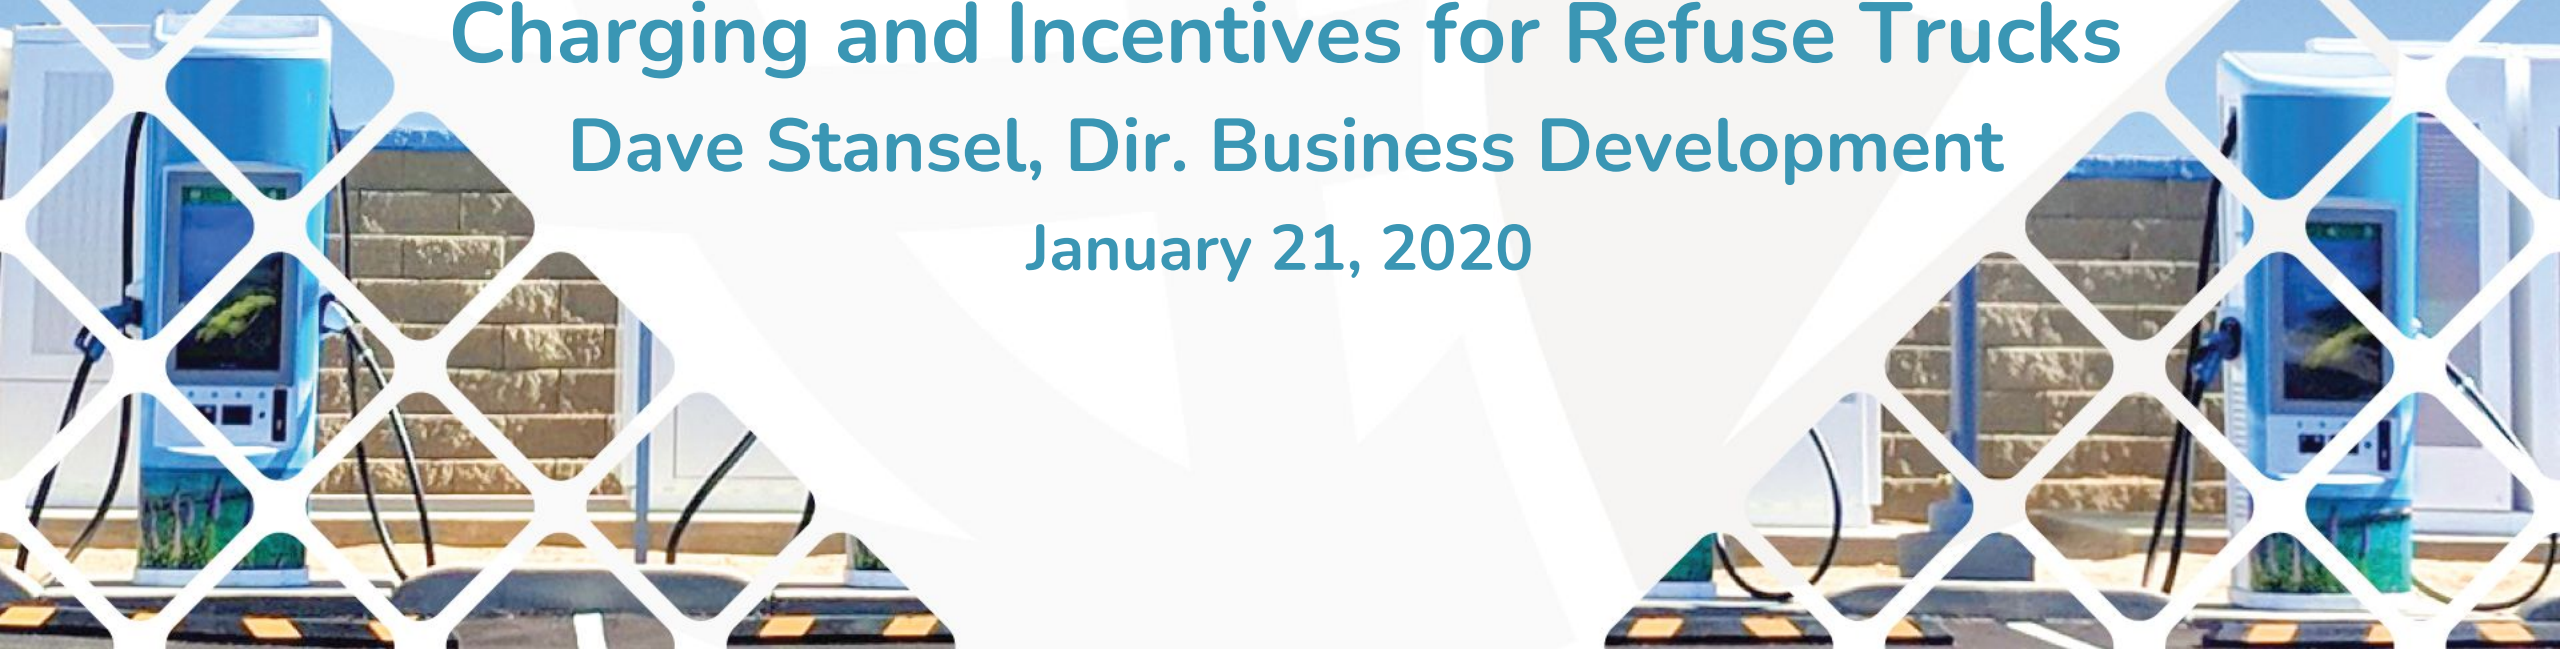 Charging and Incentives for Refuse Trucks
Dave Stansel, Dir. Business Development
January 21, 2020